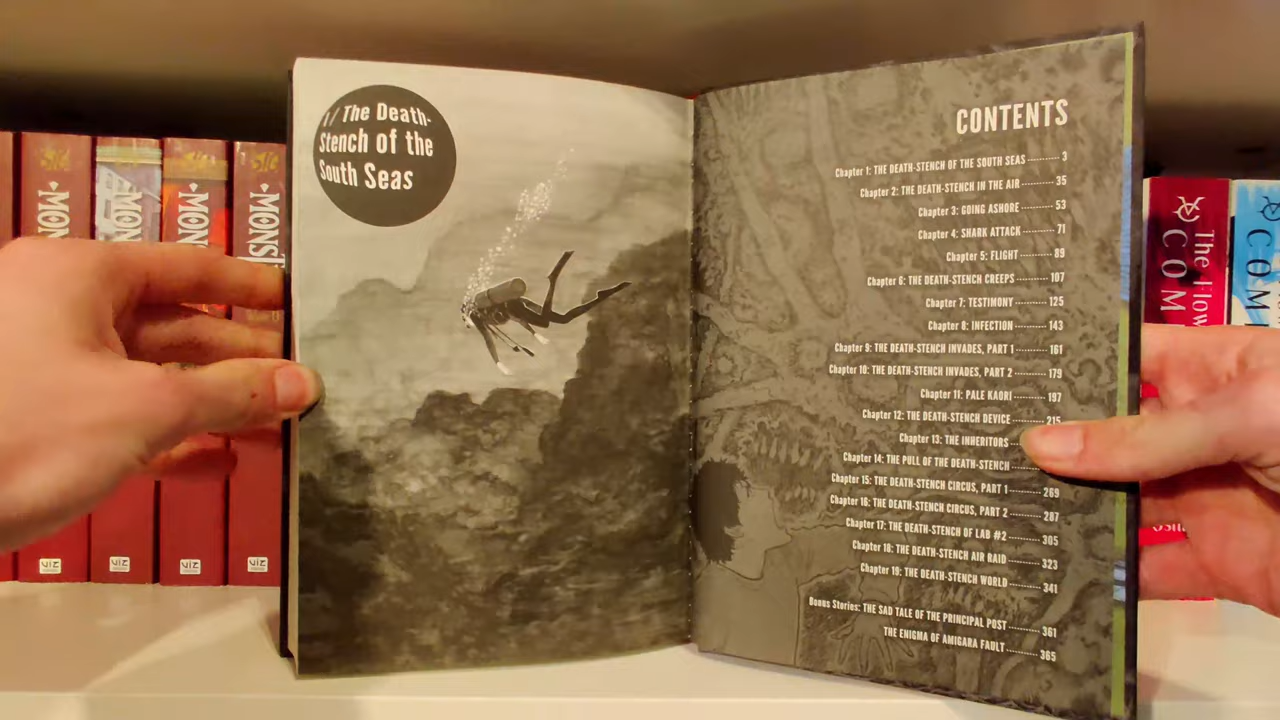 1/ The Death-
Stench of the
South Seas
CONTENTS
Chapter 1: THE DEATH-STENCH OF THE SOUTH SEAS ---------- 3
Chapter 2: THE DEATH-STENCH IN THE AIR ---------- 35
Chapter 3: GOING ASHORE ---------- 53
Chapter 4: SHARK ATTACK ---------- 71
Chapter 5: FLIGHT ---------- 89
Chapter 6: THE DEATH-STENCH CREEPS ---------- 107
Chapter 7: TESTIMONY ---------- 125
Chapter 8: INFECTION ---------- 143
Chapter 9: THE DEATH-STENCH INVADES, PART 1 ---------- 161
Chapter 10: THE DEATH-STENCH INVADES, PART 2 ---------- 179
Chapter 11: PALE KAORI ---------- 197
Chapter 12: THE DEATH-STENCH DEVICE ---------- 215
Chapter 13: THE INHERITORS ----------
Chapter 14: THE PULL OF THE DEATH-STENCH ----------
Chapter 15: THE DEATH-STENCH CIRCUS, PART 1 ---------- 269
Chapter 16: THE DEATH-STENCH CIRCUS, PART 2 ---------- 287
Chapter 17: THE DEATH-STENCH OF LAB #2 ---------- 305
Chapter 18: THE DEATH-STENCH AIR RAID ---------- 323
Chapter 19: THE DEATH-STENCH WORLD ---------- 341
Bonus Stories: THE SAD TALE OF THE PRINCIPAL POST ---------- 361
THE ENIGMA OF AMIGARA FAULT ---------- 365
SIG
MON
MON
SIG
MON
SIG
MONS
viz
viz
viz
viz
The Flow
COM
COM